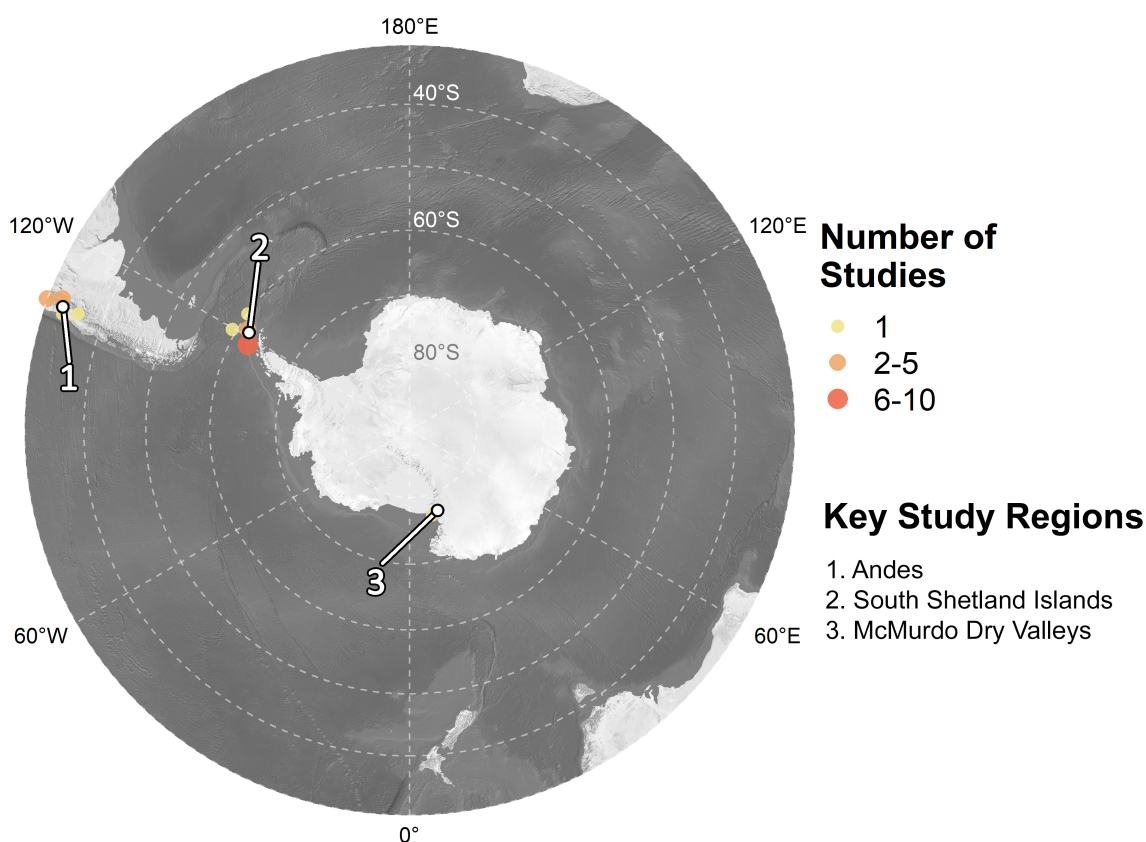 180°E
40°S
120°W
120°E
60°S
2
80°S
1
3
60°W
60°E
0°
Number of
Studies
1
2-5
6-10
Key Study Regions
1. Andes
2. South Shetland Islands
3. McMurdo Dry Valleys